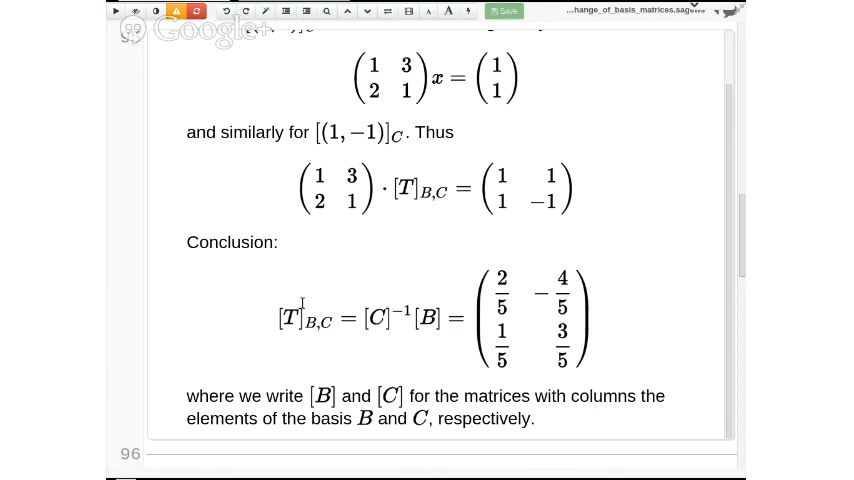 ...hange_of_basis_matrices.sagews
Save
Google+
( 1 3 ; 2 1 ) x = ( 1 ; 1 )
and similarly for [(1, −1)]_C. Thus
( 1 3 ; 2 1 ) · [T]_{B,C} = ( 1 1 ; 1 −1 )
Conclusion:
[T]_{B,C} = [C]^{−1}[B] = ( 2/5 −4/5 ; 1/5 3/5 )
where we write [B] and [C] for the matrices with columns the
elements of the basis B and C, respectively.
96